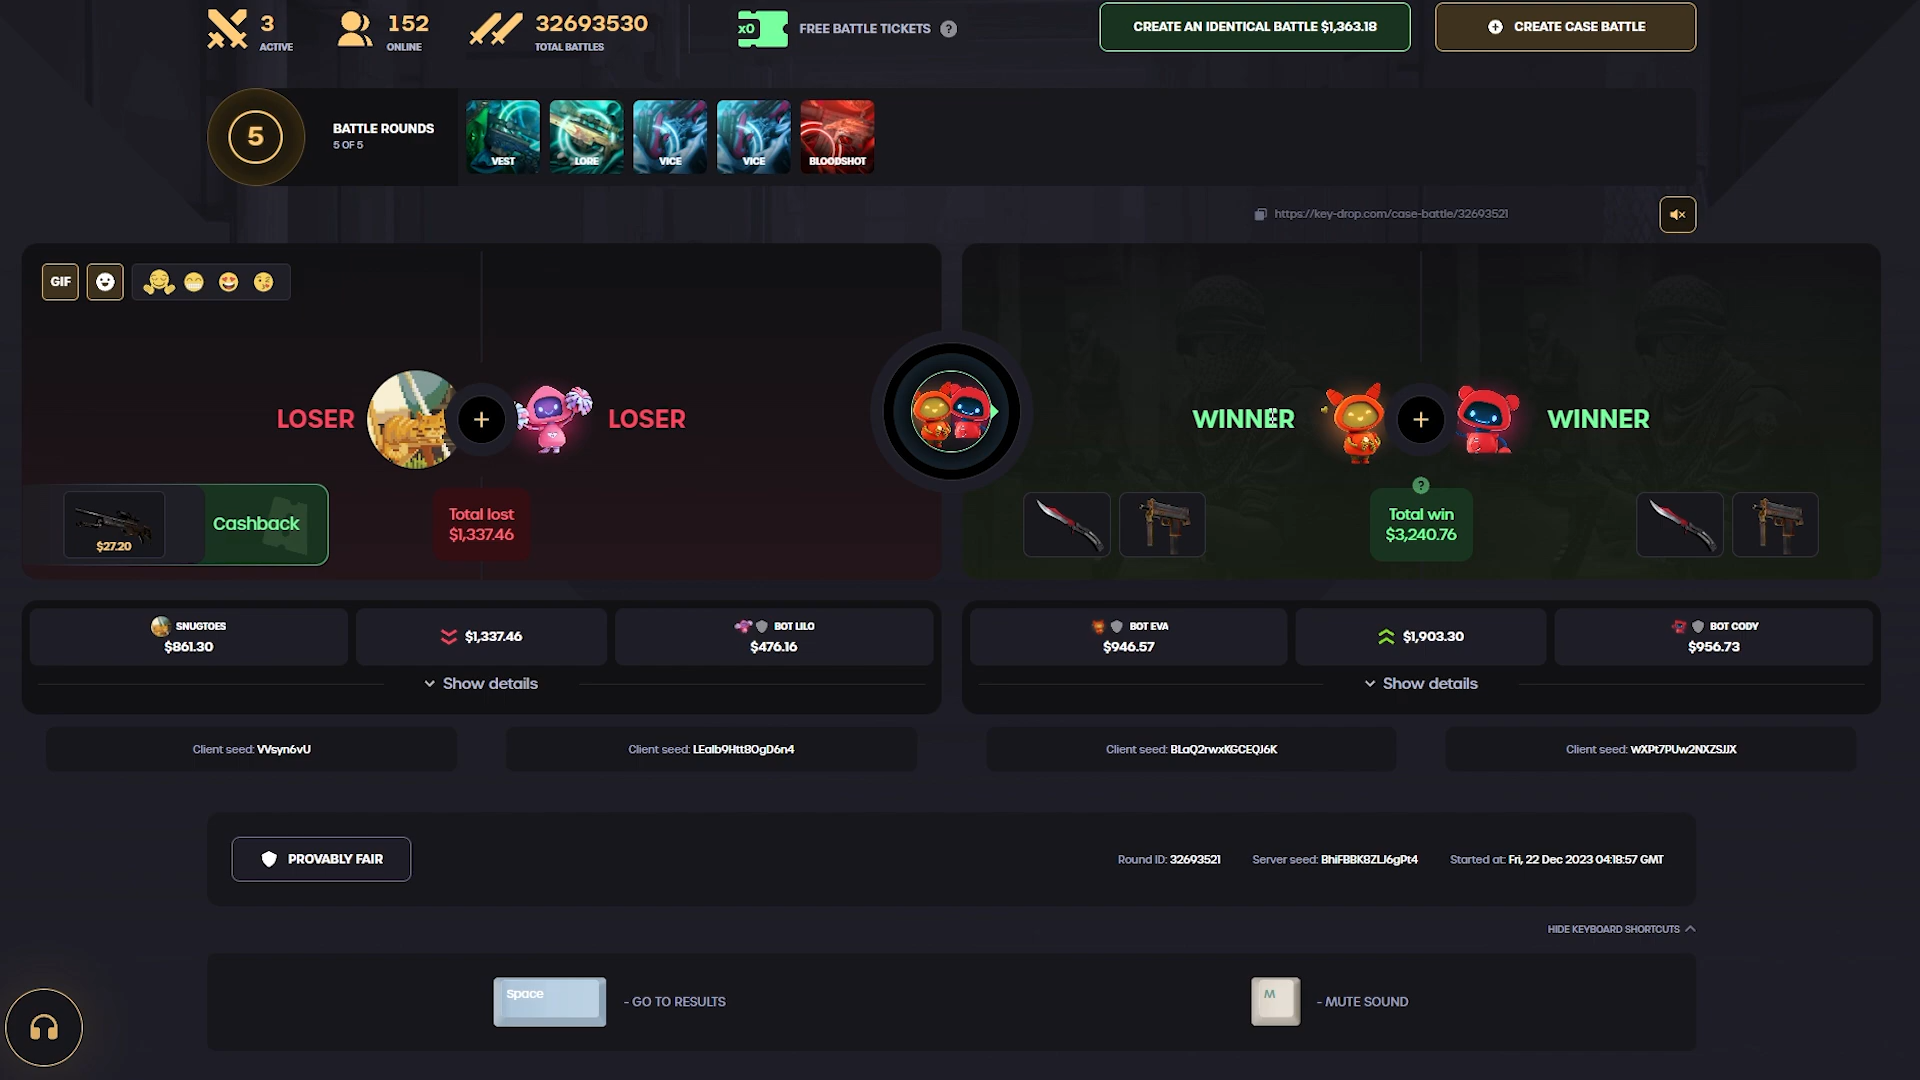 3
ACTIVE
152
ONLINE
32693530
TOTAL BATTLES
x0
FREE BATTLE TICKETS ?
CREATE AN IDENTICAL BATTLE $1,363.18
CREATE CASE BATTLE
5
BATTLE ROUNDS
5 OF 5
VEST
LORE
VICE
VICE
BLOODSHOT
https://key-drop.com/case-battle/32693521
GIF
LOSER
LOSER
WINNER
WINNER
$27.20
Cashback
Total lost
$1,337.46
?
Total win
$3,240.76
SNUGTOES
$861.30
$1,337.46
BOT LILO
$476.16
BOT EVA
$946.57
$1,903.30
BOT CODY
$956.73
Show details
Show details
Client seed: VVsyn6vU
Client seed: LEalb9Htt8OgD6n4
Client seed: BLaQ2rwxKGCEQJ6K
Client seed: wXPt7PUw2NXZSJJX
PROVABLY FAIR
Round ID: 32693521
Server seed: BhiFBBK8ZLJ6gPt4
Started at: Fri, 22 Dec 2023 04:18:57 GMT
HIDE KEYBOARD SHORTCUTS
Space
- GO TO RESULTS
M
- MUTE SOUND